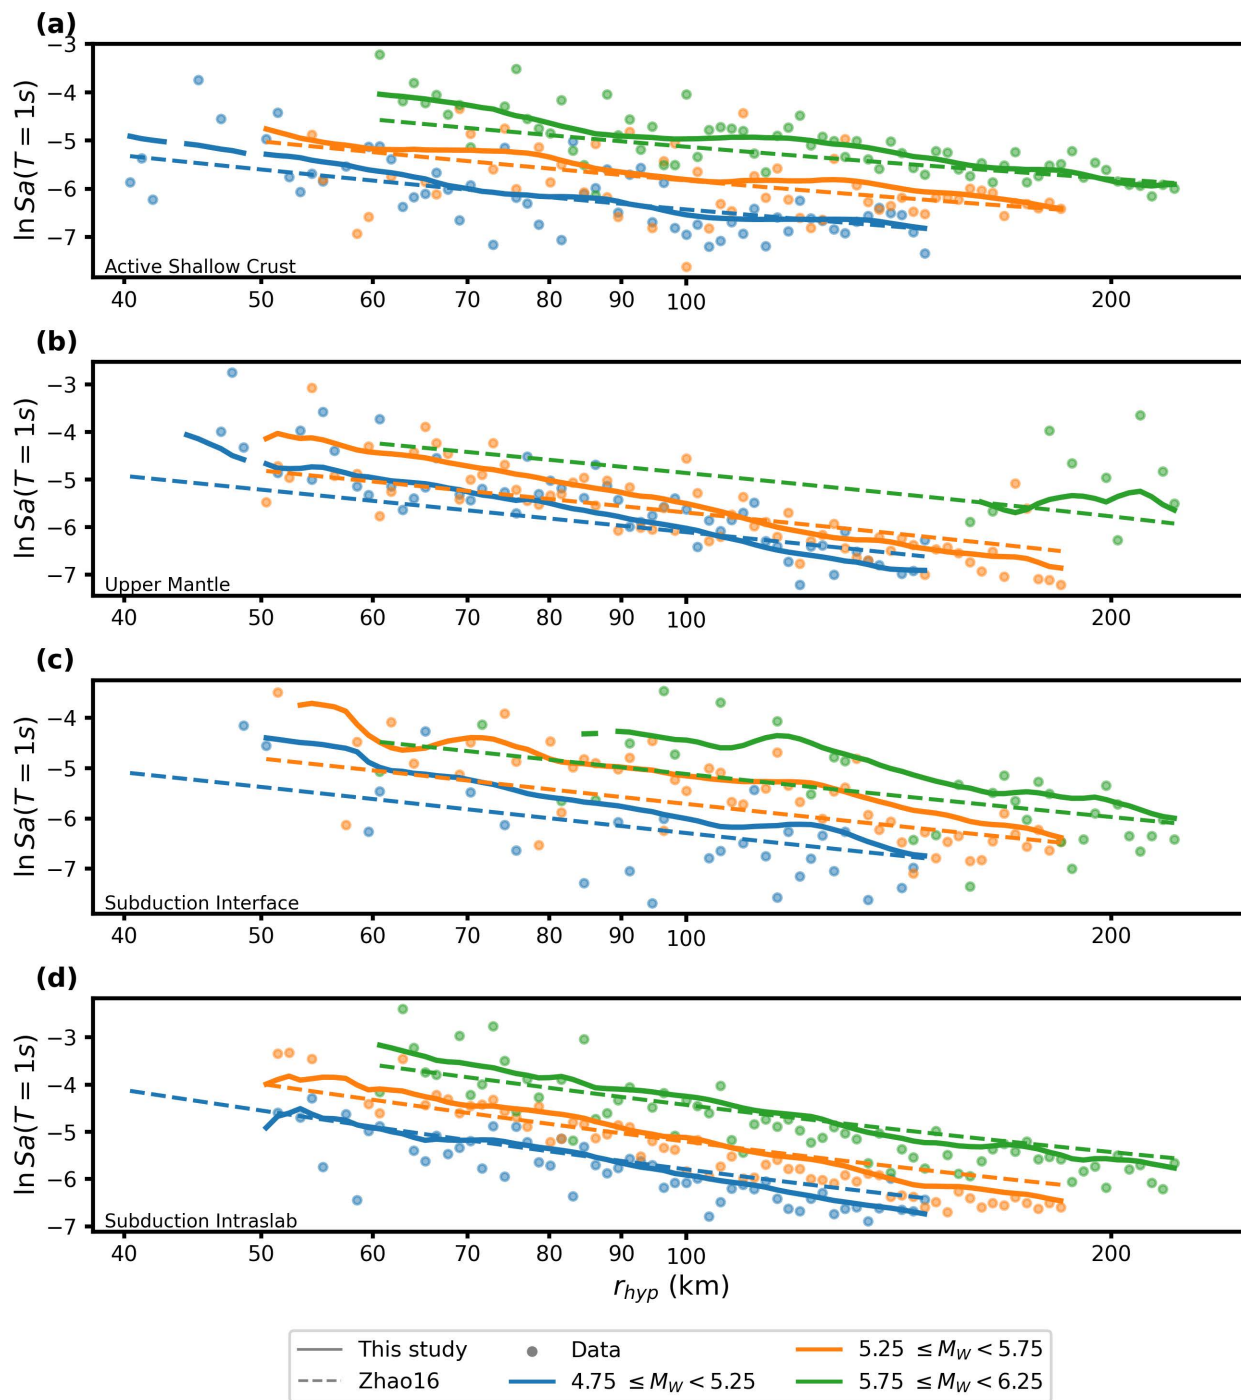 (a)
−3
−4
−5
−6
−7
ln Sa(T = 1s)
Active Shallow Crust
40 50 60 70 80 90 100 200
(b)
−3
−4
−5
−6
−7
ln Sa(T = 1s)
Upper Mantle
40 50 60 70 80 90 100 200
(c)
−4
−5
−6
−7
ln Sa(T = 1s)
Subduction Interface
40 50 60 70 80 90 100 200
(d)
−3
−4
−5
−6
−7
ln Sa(T = 1s)
Subduction Intraslab
40 50 60 70 80 90 100 200
r_hyp (km)
This study Data 5.25 ≤ M_W < 5.75
Zhao16 4.75 ≤ M_W < 5.25 5.75 ≤ M_W < 6.25